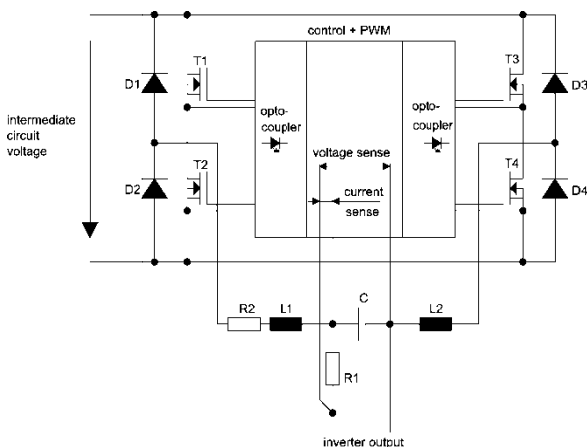 control + PWM
T1
T3
D1
D3
opto-
coupler
opto-
coupler
intermediate
circuit
voltage
voltage sense
T2
T4
D2
D4
current
sense
R2
L1
C
L2
R1
inverter output